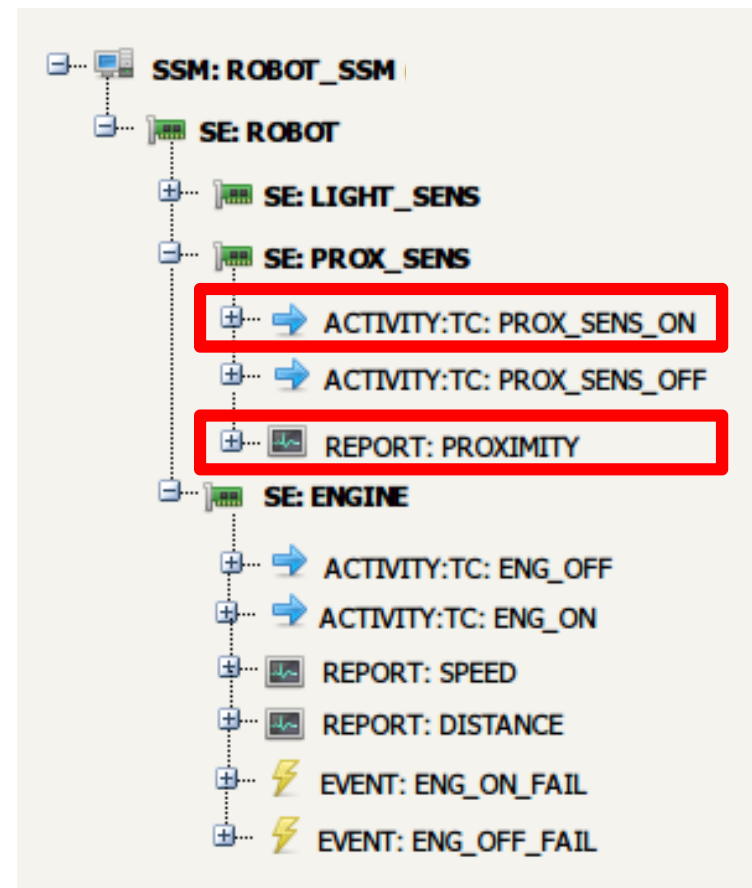 SSM: ROBOT_SSM
SE: ROBOT
SE: LIGHT_SENS
SE: PROX_SENS
ACTIVITY:TC: PROX_SENS_ON
ACTIVITY:TC: PROX_SENS_OFF
REPORT: PROXIMITY
SE: ENGINE
ACTIVITY:TC: ENG_OFF
ACTIVITY:TC: ENG_ON
REPORT: SPEED
REPORT: DISTANCE
EVENT: ENG_ON_FAIL
EVENT: ENG_OFF_FAIL